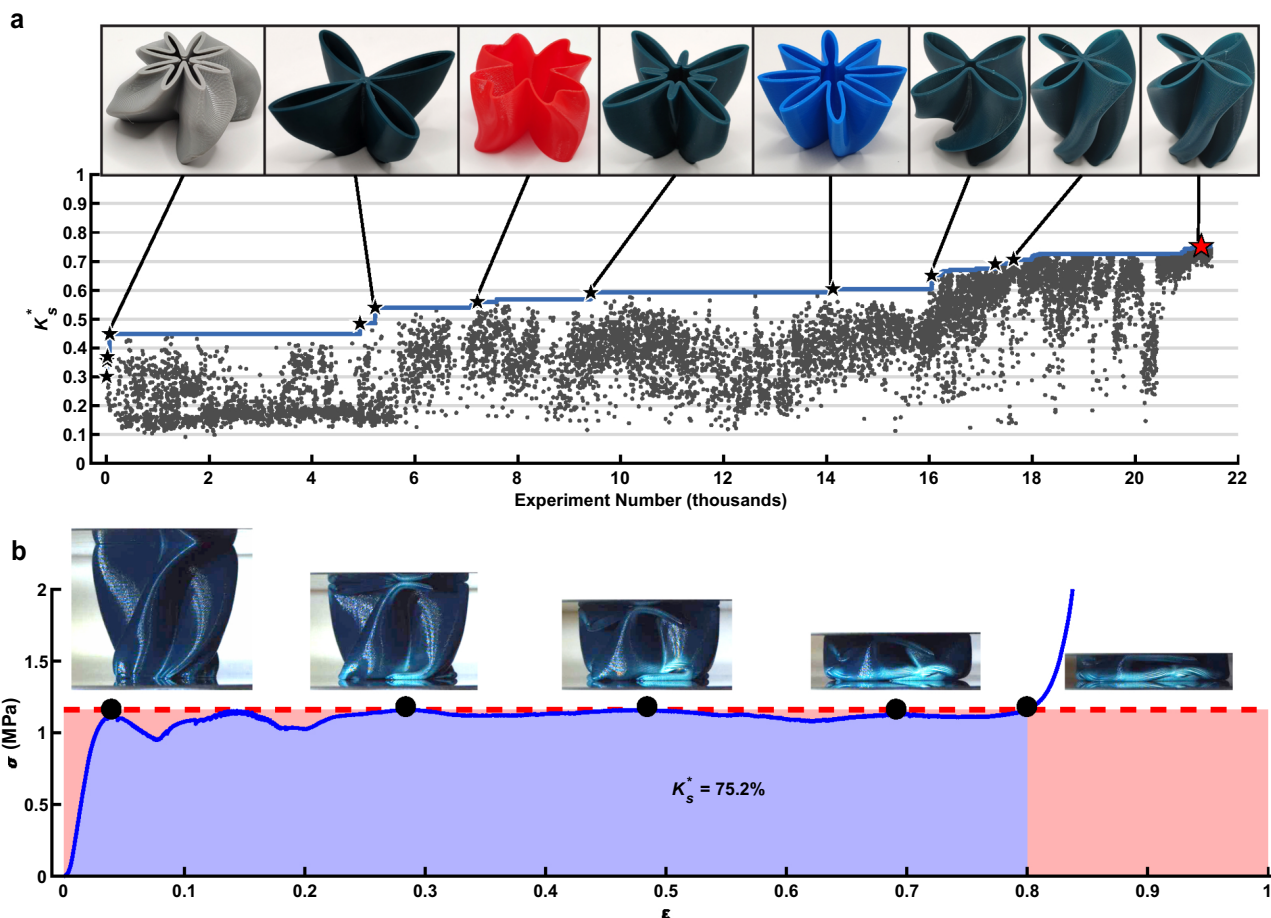 a
1
0.9
0.8
0.7
0.6
0.5
0.4
0.3
0.2
0.1
0
K*s
0 2 4 6 8 10 12 14 16 18 20 22
Experiment Number (thousands)
b
2
1.5
1
0.5
0
σ (MPa)
K*s = 75.2%
0 0.1 0.2 0.3 0.4 0.5 0.6 0.7 0.8 0.9 1
ε